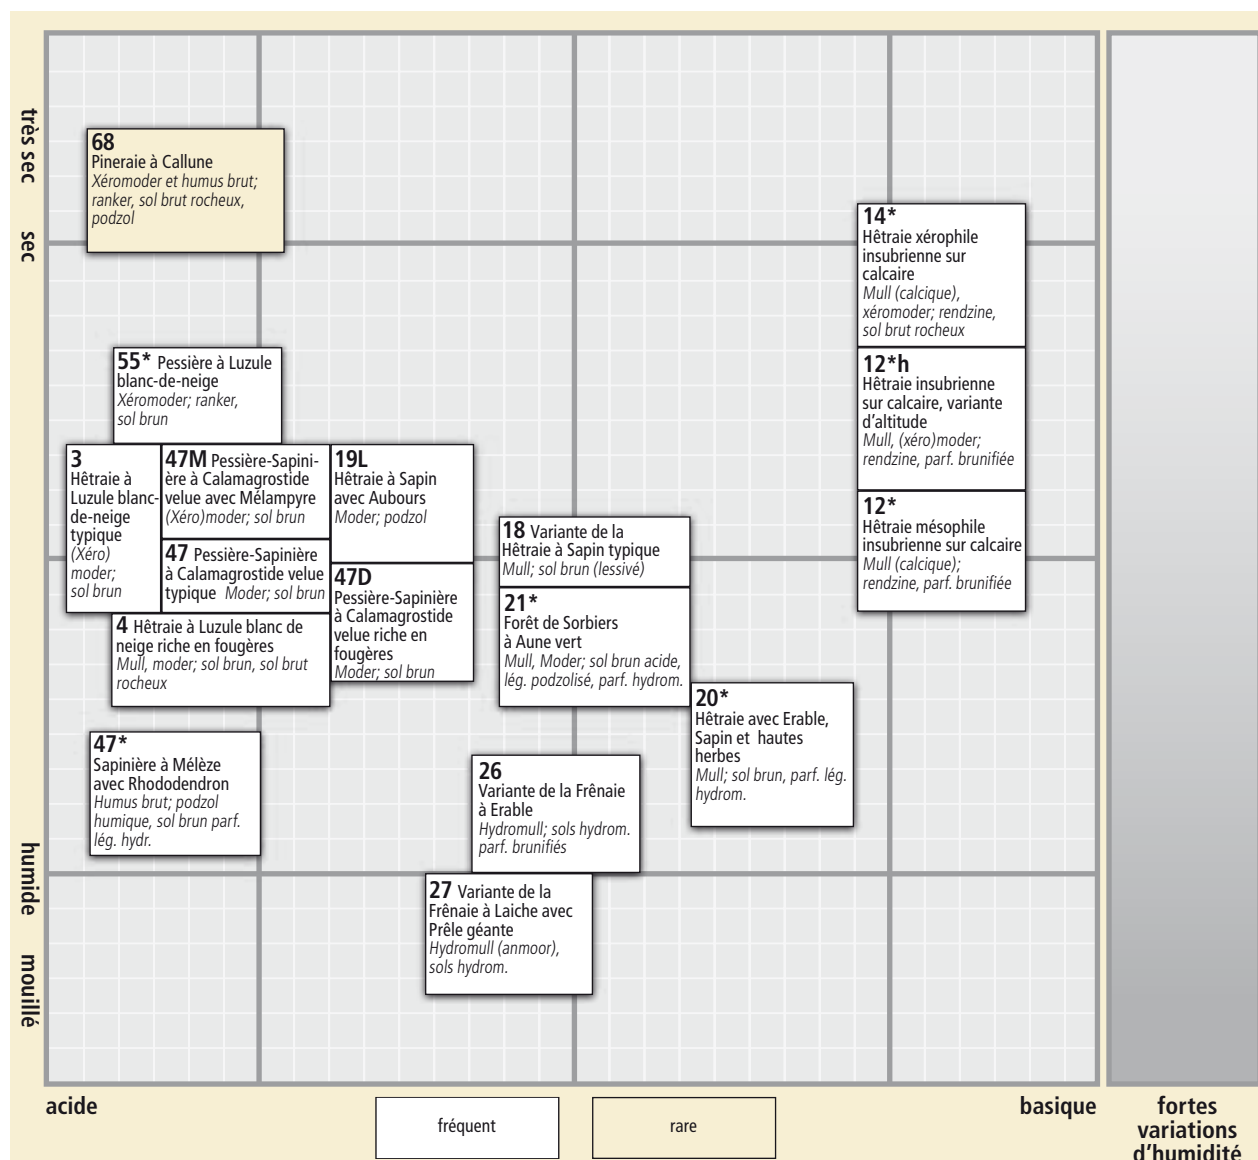 très sec
sec
humide
mouillé
68
Pineraie à Callune
Xéromoder et humus brut;
ranker, sol brut rocheux,
podzol
14*
Hêtraie xérophile
insubrienne sur
calcaire
Mull (calcique),
xéromoder; rendzine,
sol brut rocheux
55* Pessière à Luzule
blanc-de-neige
Xéromoder; ranker,
sol brun
12*h
Hêtraie insubrienne
sur calcaire, variante
d'altitude
Mull, (xéro)moder;
rendzine, parf. brunifiée
3
Hêtraie à
Luzule blanc-
de-neige
typique
(Xéro)
moder;
sol brun
47M Pessière-Sapini-
ère à Calamagrostide
velue avec Mélampyre
(Xéro)moder; sol brun
19L
Hêtraie à Sapin
avec Aubours
Moder; podzol
12*
Hêtraie mésophile
insubrienne sur calcaire
Mull (calcique);
rendzine, parf. brunifiée
18 Variante de la
Hêtraie à Sapin typique
Mull; sol brun (lessivé)
47 Pessière-Sapinière
à Calamagrostide velue
typique Moder; sol brun
47D
Pessière-Sapinière
à Calamagrostide
velue riche en
fougères
Moder; sol brun
21*
Forêt de Sorbiers
à Aune vert
Mull, Moder; sol brun acide,
lég. podzolisé, parf. hydrom.
4 Hêtraie à Luzule blanc de
neige riche en fougères
Mull, moder; sol brun, sol brut
rocheux
20*
Hêtraie avec Erable,
Sapin et hautes
herbes
Mull; sol brun, parf. lég.
hydrom.
47*
Sapinière à Mélèze
avec Rhododendron
Humus brut; podzol
humique, sol brun parf.
lég. hydr.
26
Variante de la Frênaie
à Erable
Hydromull; sols hydrom.
parf. brunifiés
27 Variante de la
Frênaie à Laiche avec
Prêle géante
Hydromull (anmoor),
sols hydrom.
acide
basique
fortes
variations
d'humidité
fréquent
rare